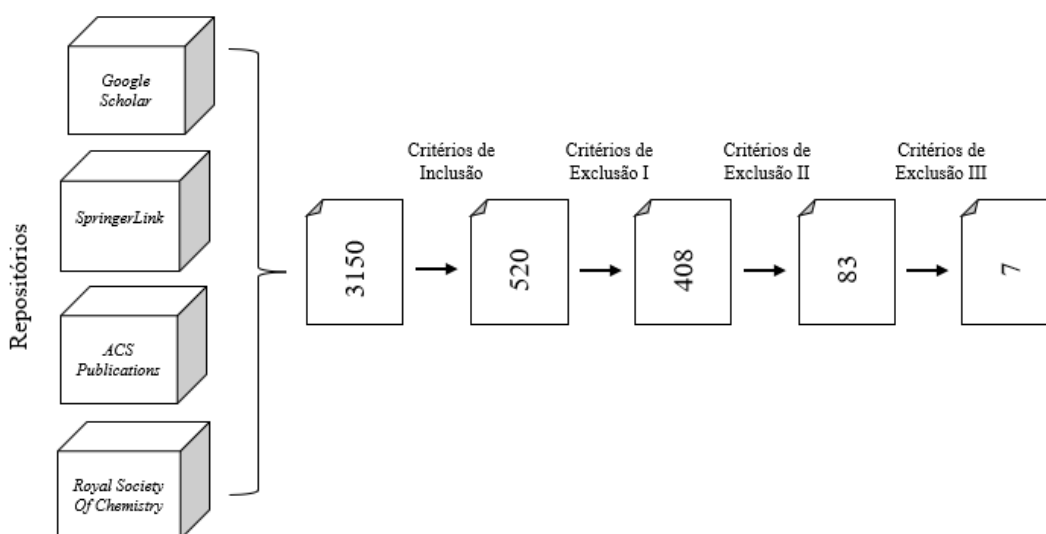 Repositórios
Google
Scholar
SpringerLink
ACS
Publications
Royal Society
Of Chemistry
3150
Critérios de
Inclusão
520
Critérios de
Exclusão I
408
Critérios de
Exclusão II
83
Critérios de
Exclusão III
7